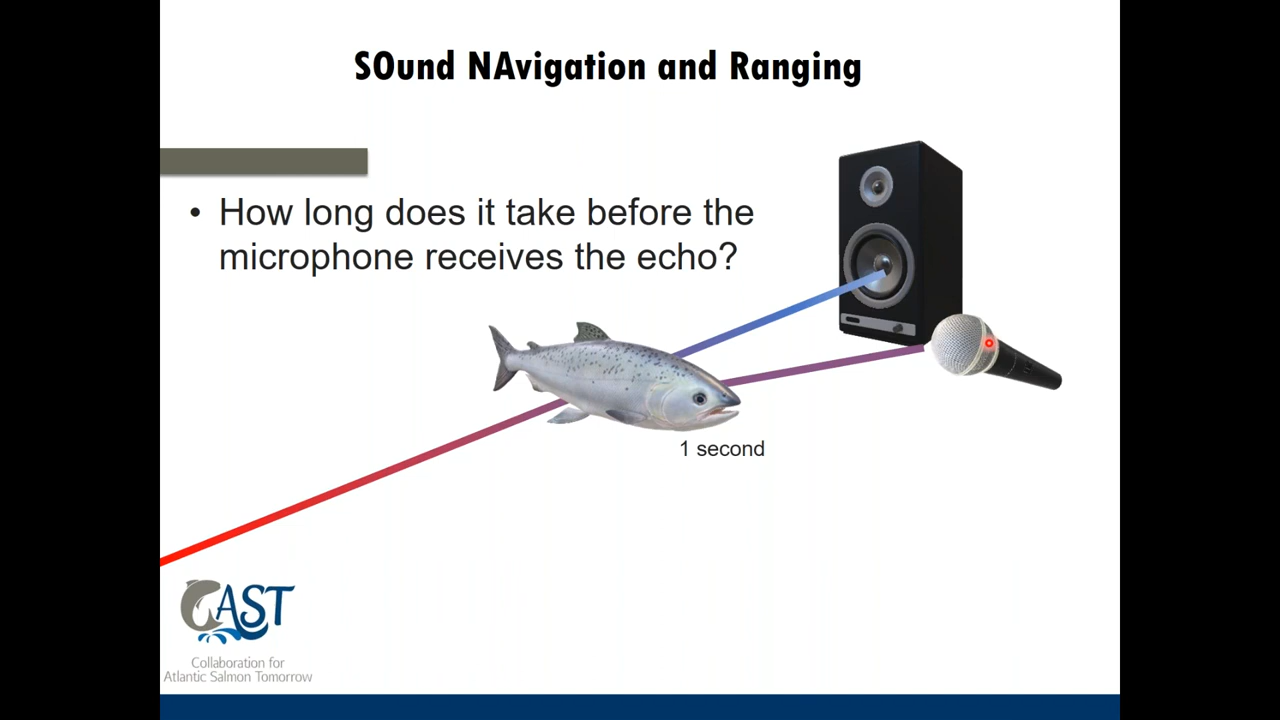 SOund NAvigation and Ranging
• How long does it take before the
microphone receives the echo?
1 second
CAST
Collaboration for
Atlantic Salmon Tomorrow